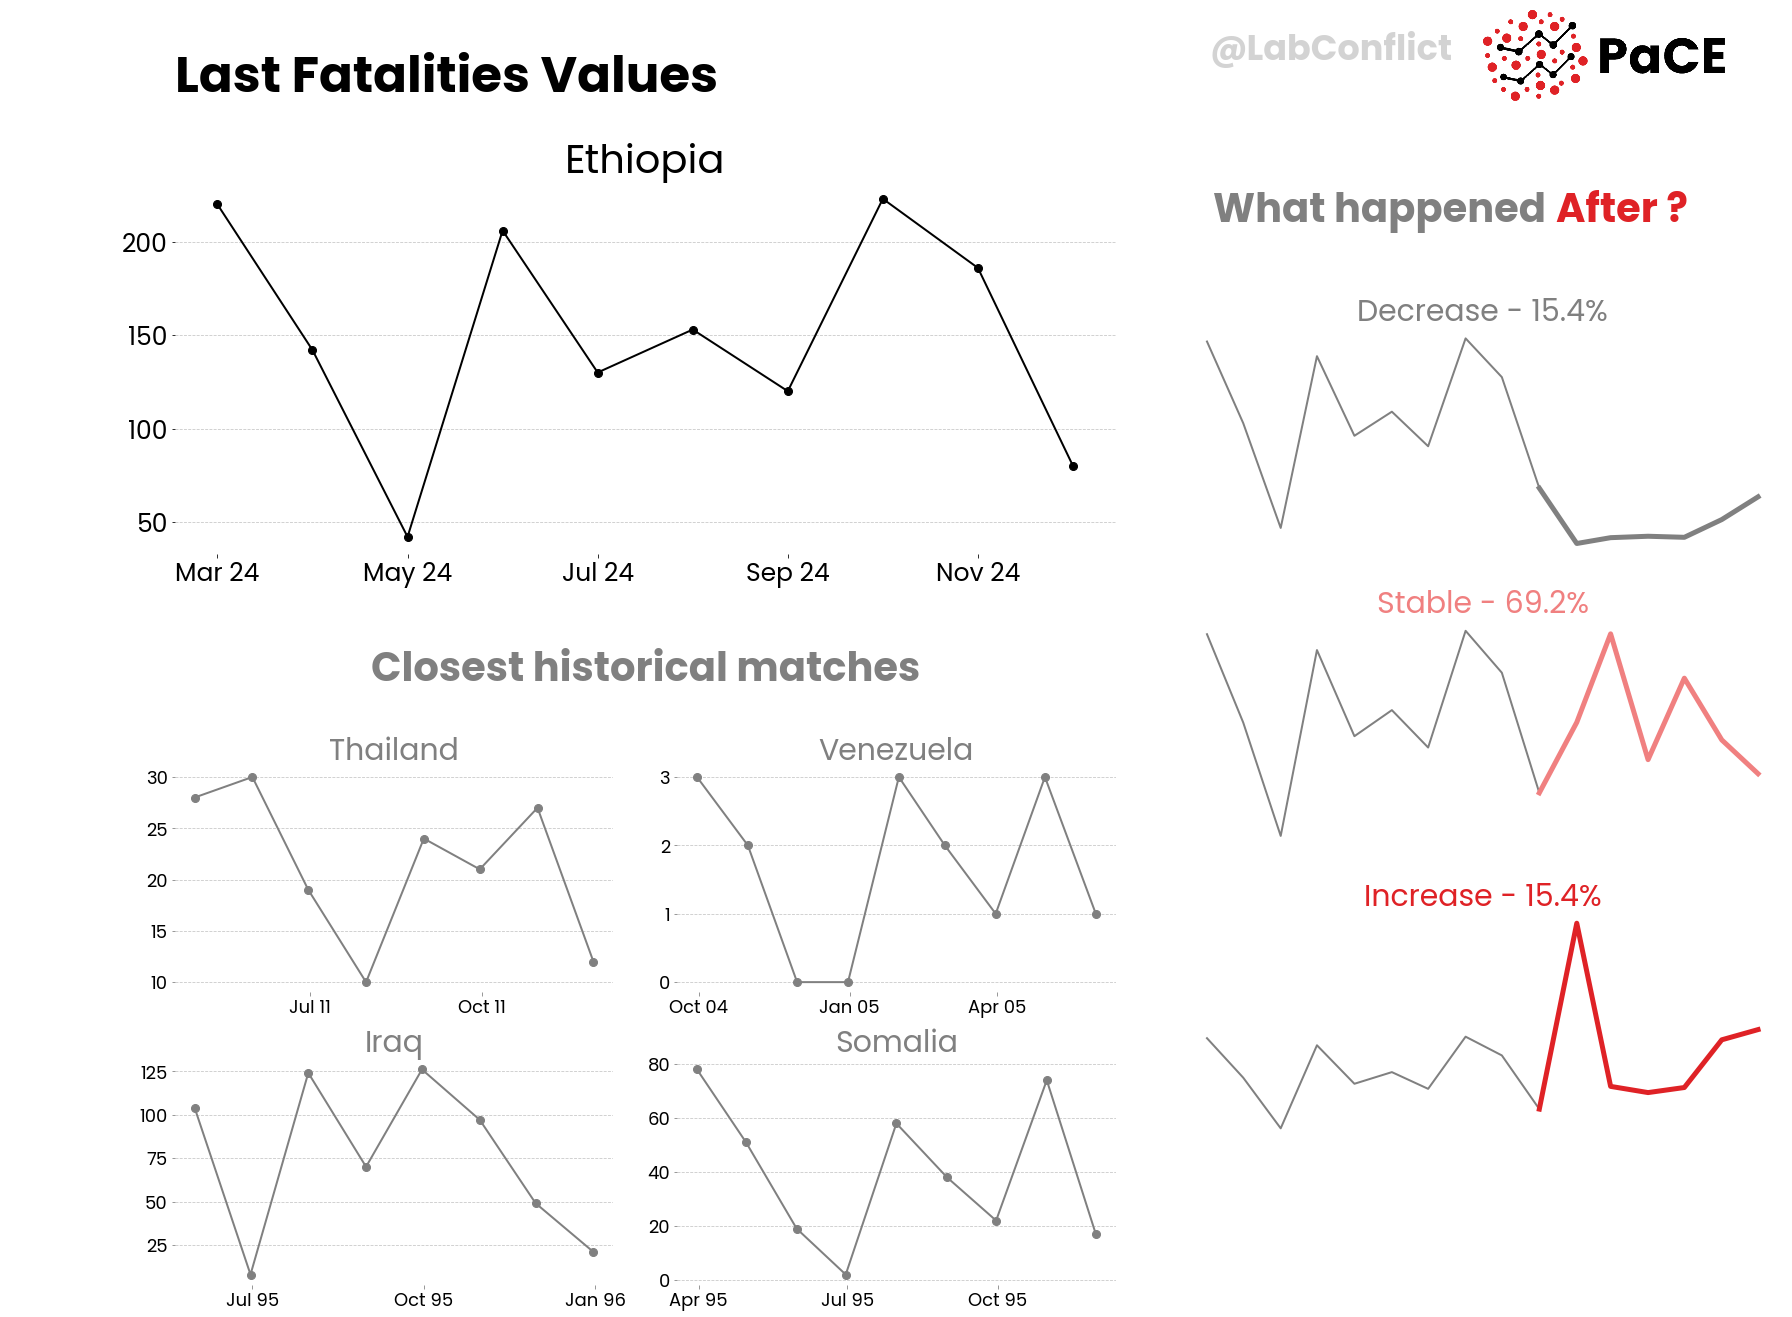 Last Fatalities Values
@LabConflict
PaCE
Ethiopia
200
150
100
50
Mar 24
May 24
Jul 24
Sep 24
Nov 24
What happened After ?
Decrease - 15.4%
Stable - 69.2%
Increase - 15.4%
Closest historical matches
Thailand
30
25
20
15
10
Jul 11
Oct 11
Venezuela
3
2
1
0
Oct 04
Jan 05
Apr 05
Iraq
125
100
75
50
25
Jul 95
Oct 95
Jan 96
Somalia
80
60
40
20
0
Apr 95
Jul 95
Oct 95